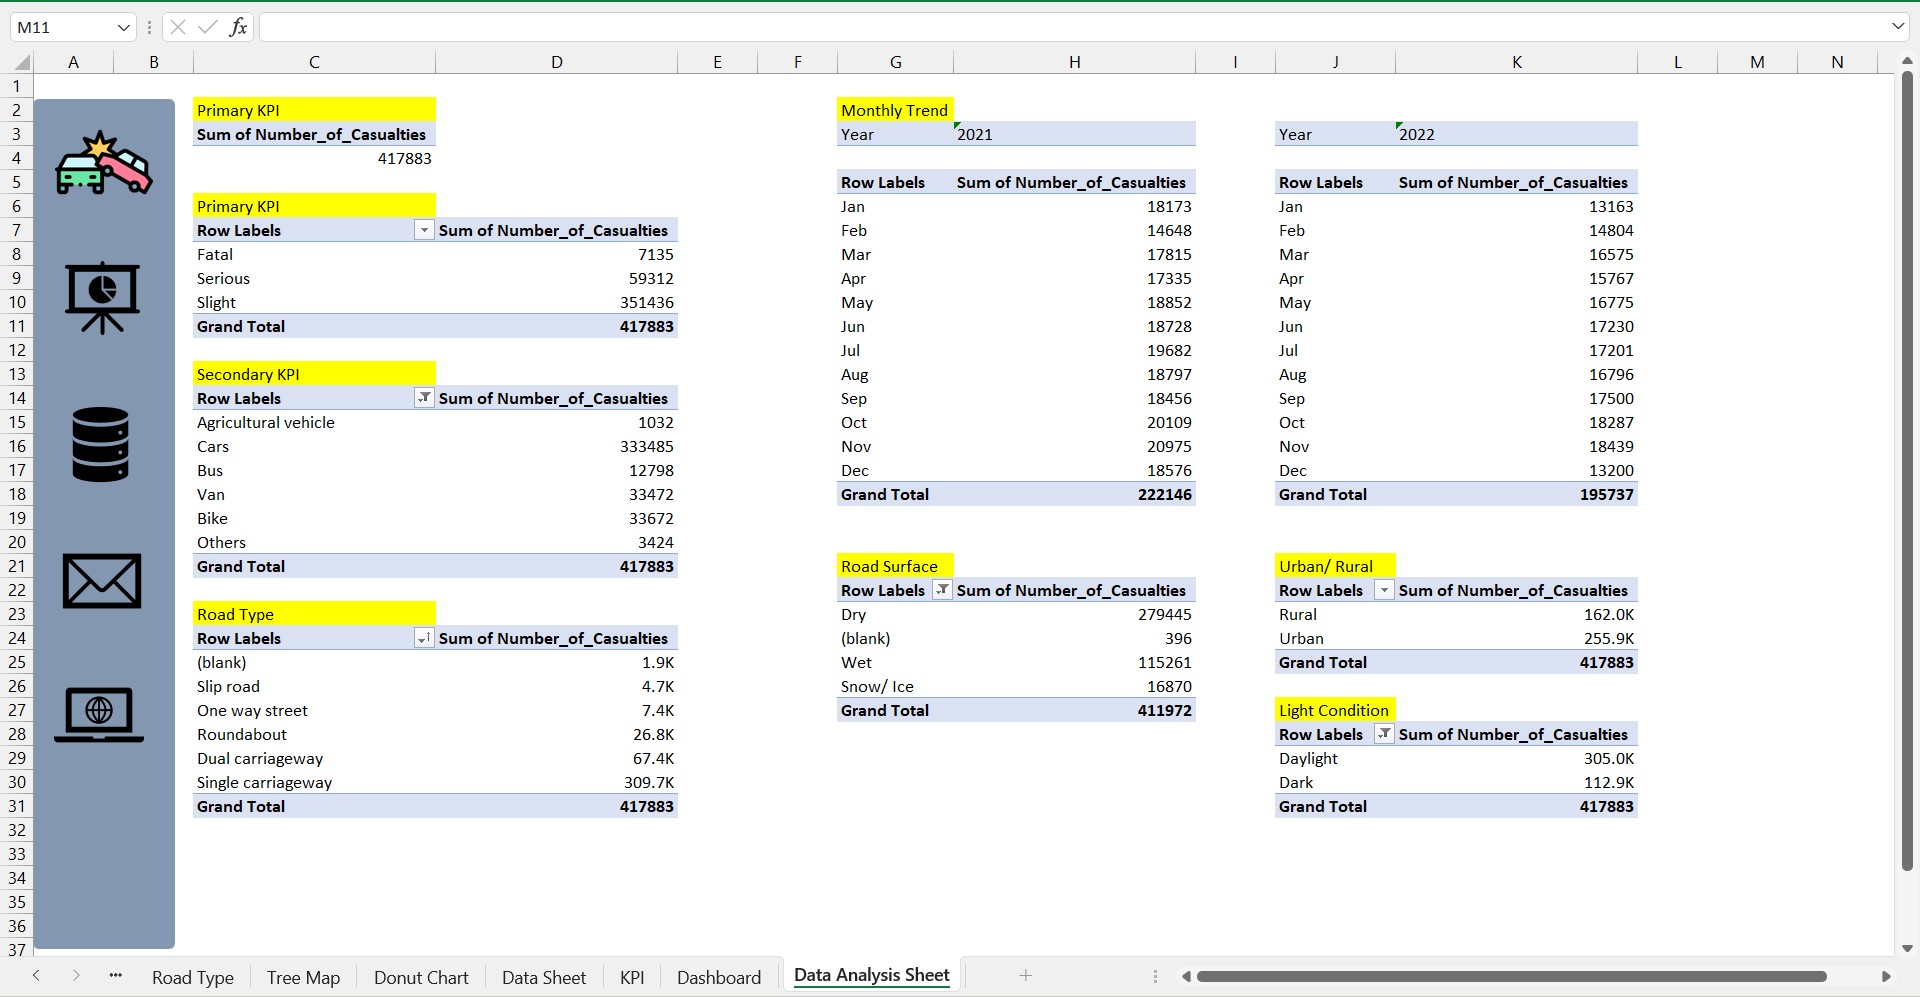 M11
fx
A B C D E F G H I J K L M N
1
2 Primary KPI Monthly Trend
3 Sum of Number_of_Casualties Year 2021 Year 2022
4 417883
5 Row Labels Sum of Number_of_Casualties Row Labels Sum of Number_of_Casualties
6 Primary KPI Jan 18173 Jan 13163
7 Row Labels Sum of Number_of_Casualties Feb 14648 Feb 14804
8 Fatal 7135 Mar 17815 Mar 16575
9 Serious 59312 Apr 17335 Apr 15767
10 Slight 351436 May 18852 May 16775
11 Grand Total 417883 Jun 18728 Jun 17230
12 Jul 19682 Jul 17201
13 Secondary KPI Aug 18797 Aug 16796
14 Row Labels Sum of Number_of_Casualties Sep 18456 Sep 17500
15 Agricultural vehicle 1032 Oct 20109 Oct 18287
16 Cars 333485 Nov 20975 Nov 18439
17 Bus 12798 Dec 18576 Dec 13200
18 Van 33472 Grand Total 222146 Grand Total 195737
19 Bike 33672
20 Others 3424
21 Grand Total 417883 Road Surface Urban/ Rural
22 Row Labels Sum of Number_of_Casualties Row Labels Sum of Number_of_Casualties
23 Road Type Dry 279445 Rural 162.0K
24 Row Labels Sum of Number_of_Casualties (blank) 396 Urban 255.9K
25 (blank) 1.9K Wet 115261 Grand Total 417883
26 Slip road 4.7K Snow/ Ice 16870
27 One way street 7.4K Grand Total 411972 Light Condition
28 Roundabout 26.8K Row Labels Sum of Number_of_Casualties
29 Dual carriageway 67.4K Daylight 305.0K
30 Single carriageway 309.7K Dark 112.9K
31 Grand Total 417883 Grand Total 417883
32
33
34
35
36
37
... Road Type Tree Map Donut Chart Data Sheet KPI Dashboard Data Analysis Sheet +